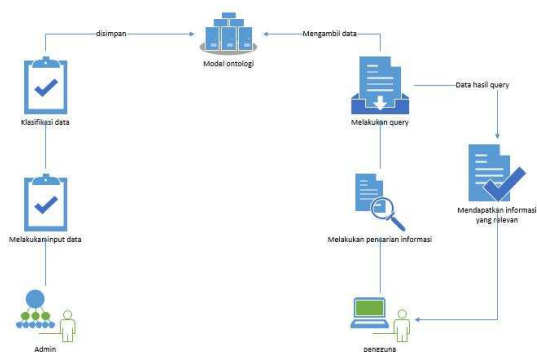 disimpan
Mengambil data
Model ontologi
Klasifikasi data
Melakukan query
Data hasil query
Melakukan input data
Melakukan pencarian informasi
Mendapatkan informasi
yang relevan
Admin
pengguna